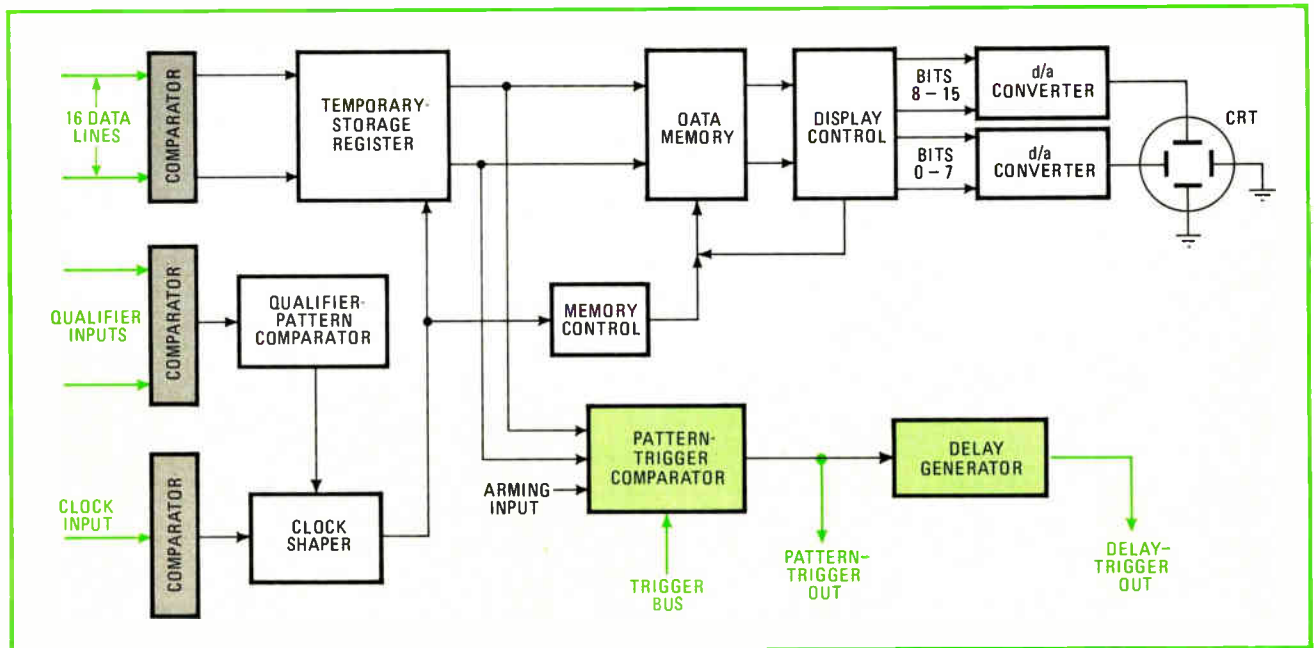 16 DATA
LINES
COMPARATOR
TEMPORARY-
STORAGE
REGISTER
DATA
MEMORY
DISPLAY
CONTROL
BITS
8 – 15
BITS
0 – 7
d/a
CONVERTER
d/a
CONVERTER
CRT
QUALIFIER
INPUTS
COMPARATOR
QUALIFIER-
PATTERN
COMPARATOR
MEMORY
CONTROL
CLOCK
INPUT
COMPARATOR
CLOCK
SHAPER
ARMING
INPUT
PATTERN-
TRIGGER
COMPARATOR
DELAY
GENERATOR
TRIGGER
BUS
PATTERN-
TRIGGER
OUT
DELAY-
TRIGGER
OUT